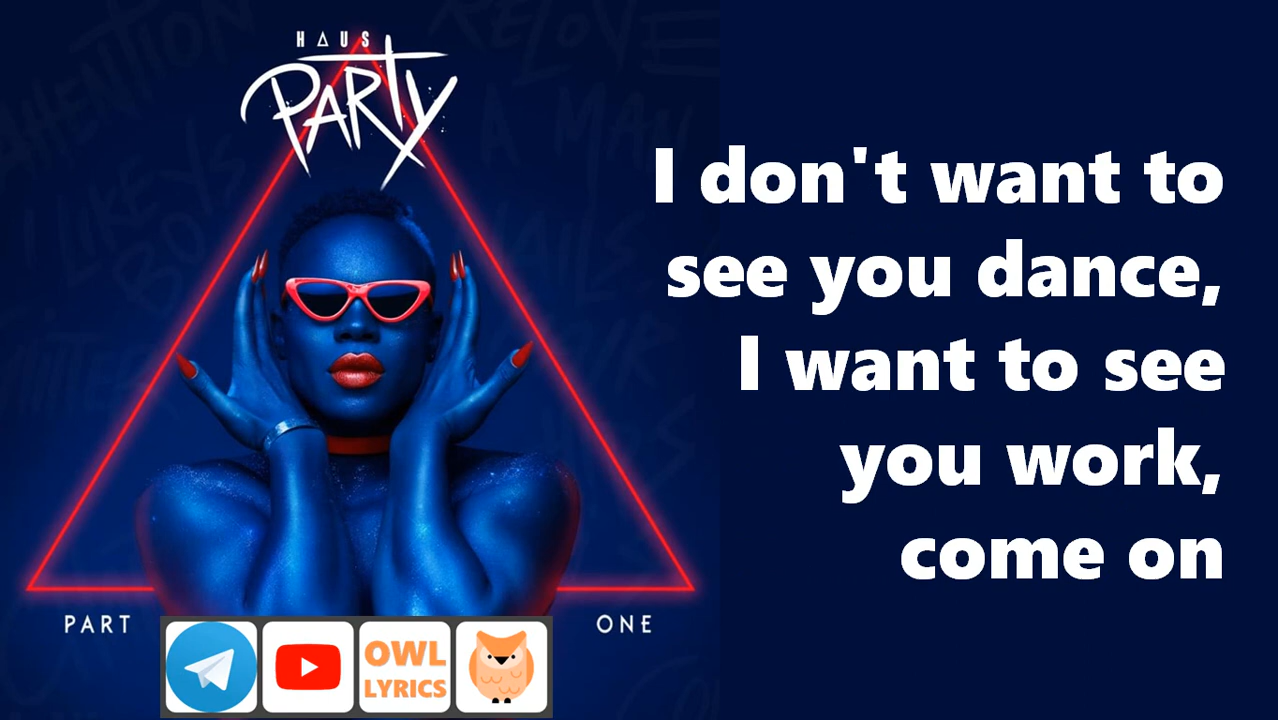 HAUS
PARTY
PART
ONE
I don't want to
see you dance,
I want to see
you work,
come on
OWL
LYRICS